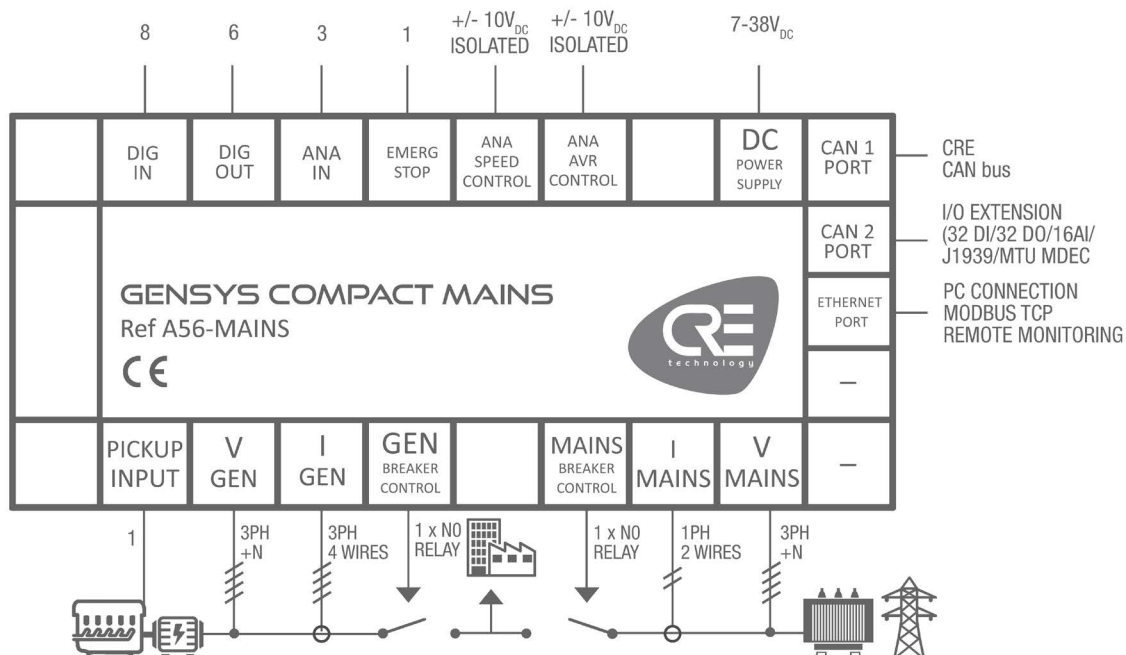 8
6
3
1
+/- 10VDC
ISOLATED
+/- 10VDC
ISOLATED
7-38VDC
DIG
IN
DIG
OUT
ANA
IN
EMERG
STOP
ANA
SPEED
CONTROL
ANA
AVR
CONTROL
DC
POWER
SUPPLY
CAN 1
PORT
CRE
CAN bus
CAN 2
PORT
I/O EXTENSION
(32 DI/32 DO/16AI/
J1939/MTU MDEC
ETHERNET
PORT
PC CONNECTION
MODBUS TCP
REMOTE MONITORING
GENSYS COMPACT MAINS
Ref A56-MAINS
CE
CRE
technology
–
–
PICKUP
INPUT
V
GEN
I
GEN
GEN
BREAKER
CONTROL
MAINS
BREAKER
CONTROL
I
MAINS
V
MAINS
1
3PH
+N
3PH
4 WIRES
1 x N0
RELAY
1 x N0
RELAY
1PH
2 WIRES
3PH
+N